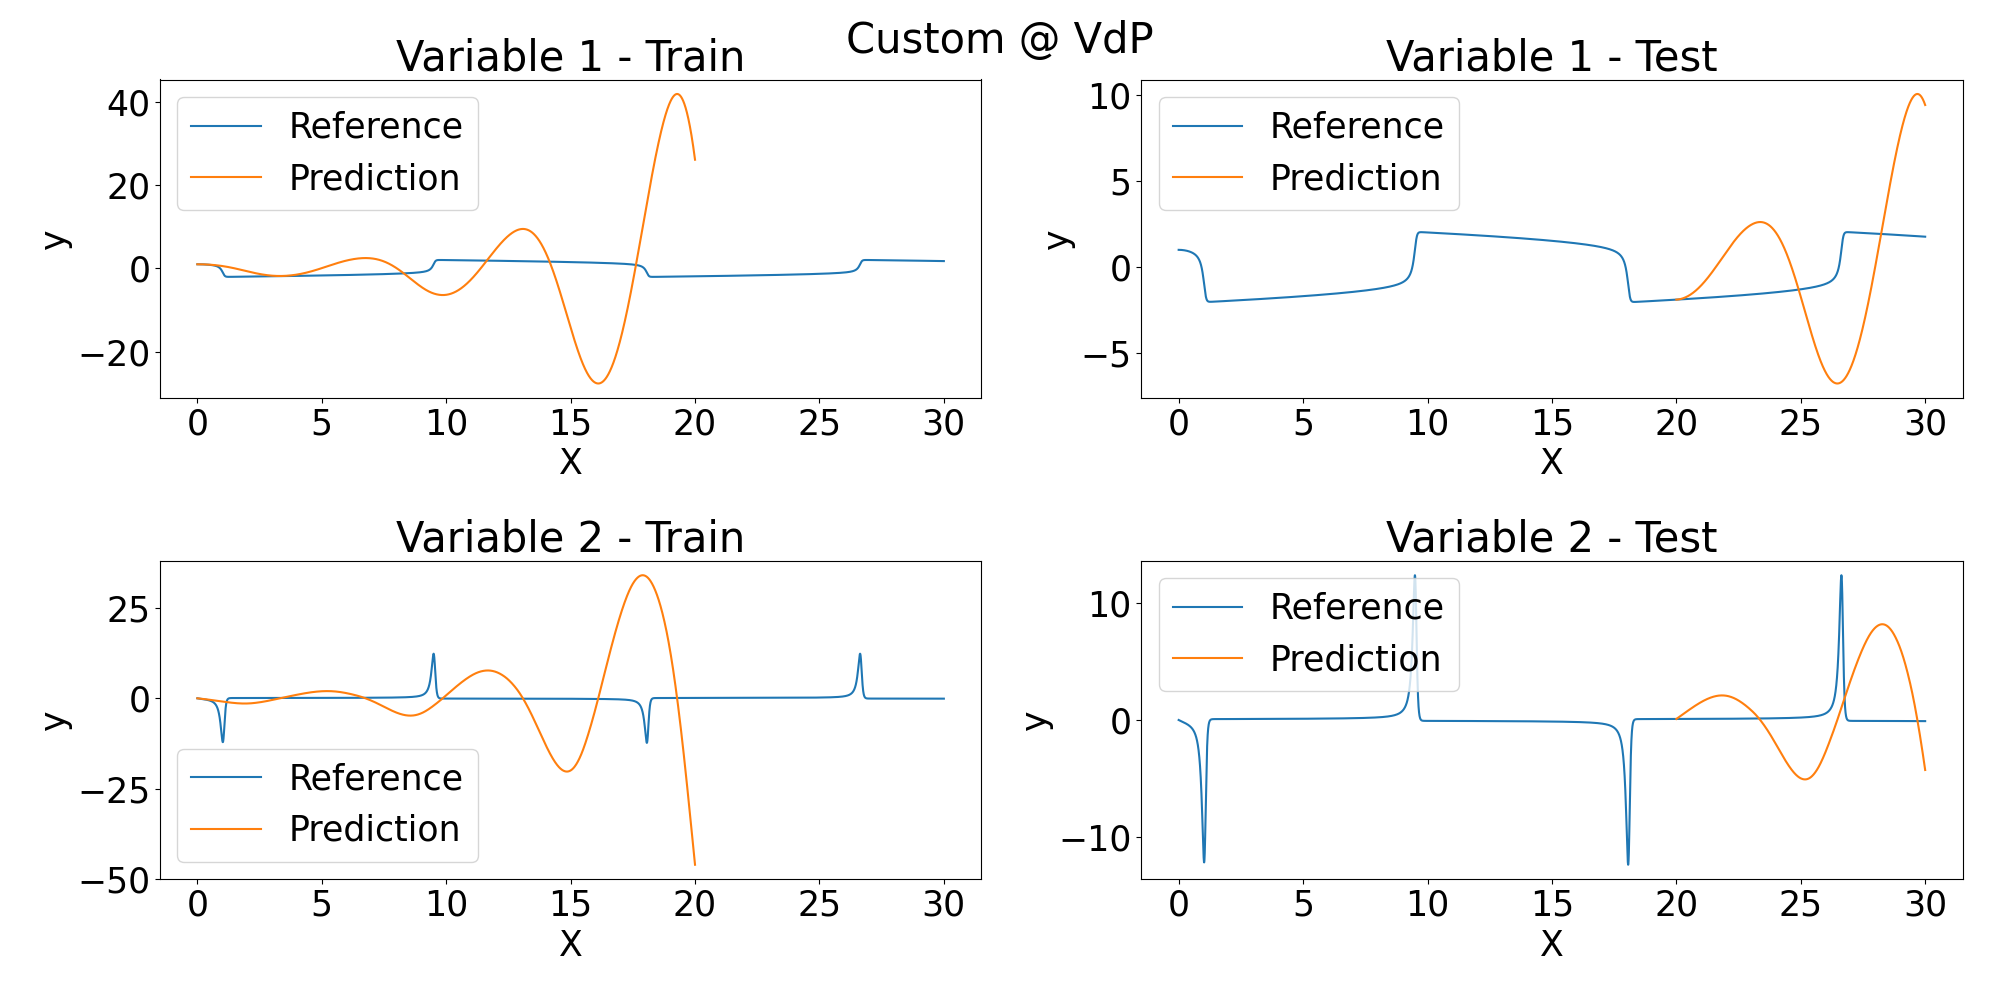 Custom @ VdP
Variable 1 - Train
40
20
0
−20
y
Reference
Prediction
0 5 10 15 20 25 30
X
Variable 1 - Test
10
5
0
−5
y
Reference
Prediction
0 5 10 15 20 25 30
X
Variable 2 - Train
25
0
−25
−50
y
Reference
Prediction
0 5 10 15 20 25 30
X
Variable 2 - Test
10
0
−10
y
Reference
Prediction
0 5 10 15 20 25 30
X